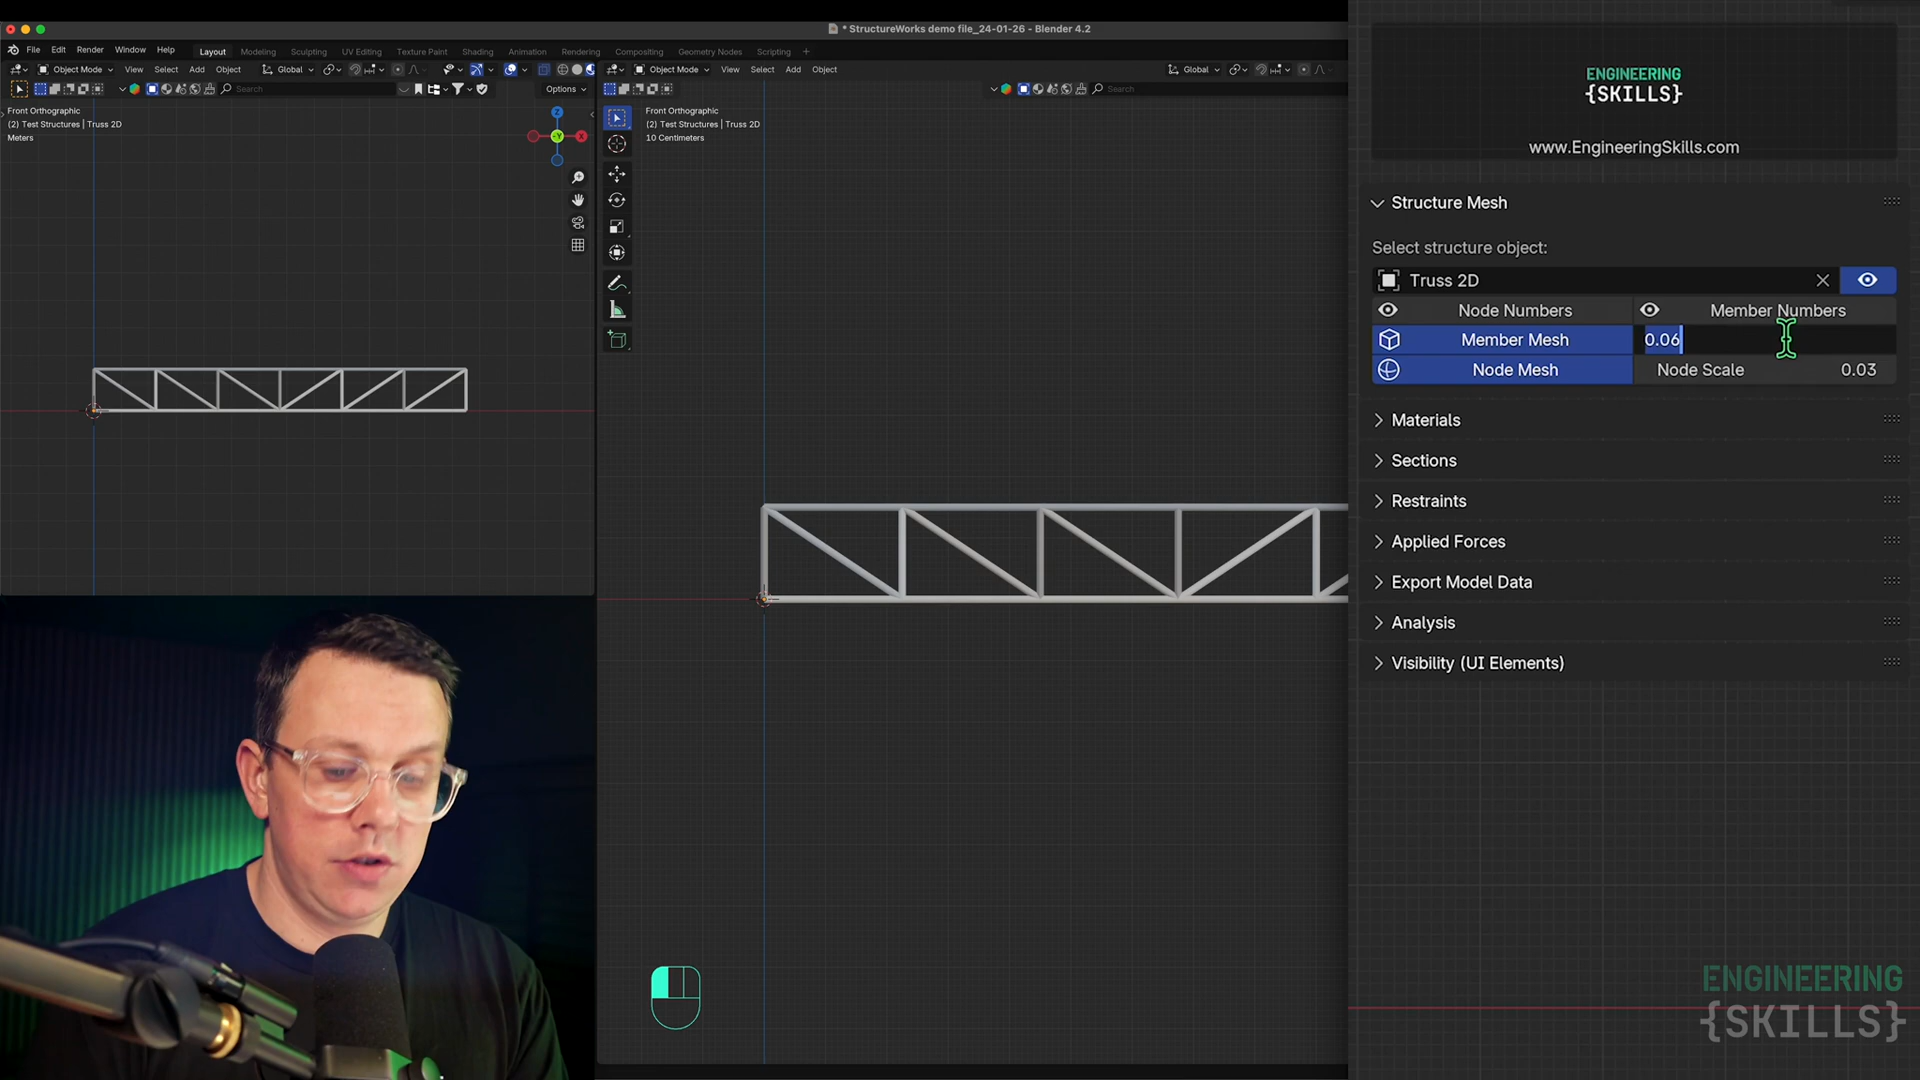 * StructureWorks demo file_24-01-26 - Blender 4.2
File Edit Render Window Help
Layout Modeling Sculpting UV Editing Texture Paint Shading Animation Rendering Compositing Geometry Nodes Scripting +
Object Mode View Select Add Object Global
Search
Options
Front Orthographic
(2) Test Structures | Truss 2D
Meters
Z
-Y
X
Object Mode View Select Add Object Global
Search
Front Orthographic
(2) Test Structures | Truss 2D
10 Centimeters
ENGINEERING
{SKILLS}
www.EngineeringSkills.com
Structure Mesh
Select structure object:
Truss 2D
Node Numbers Member Numbers
Member Mesh 0.06
Node Mesh Node Scale 0.03
Materials
Sections
Restraints
Applied Forces
Export Model Data
Analysis
Visibility (UI Elements)
ENGINEERING
{SKILLS}